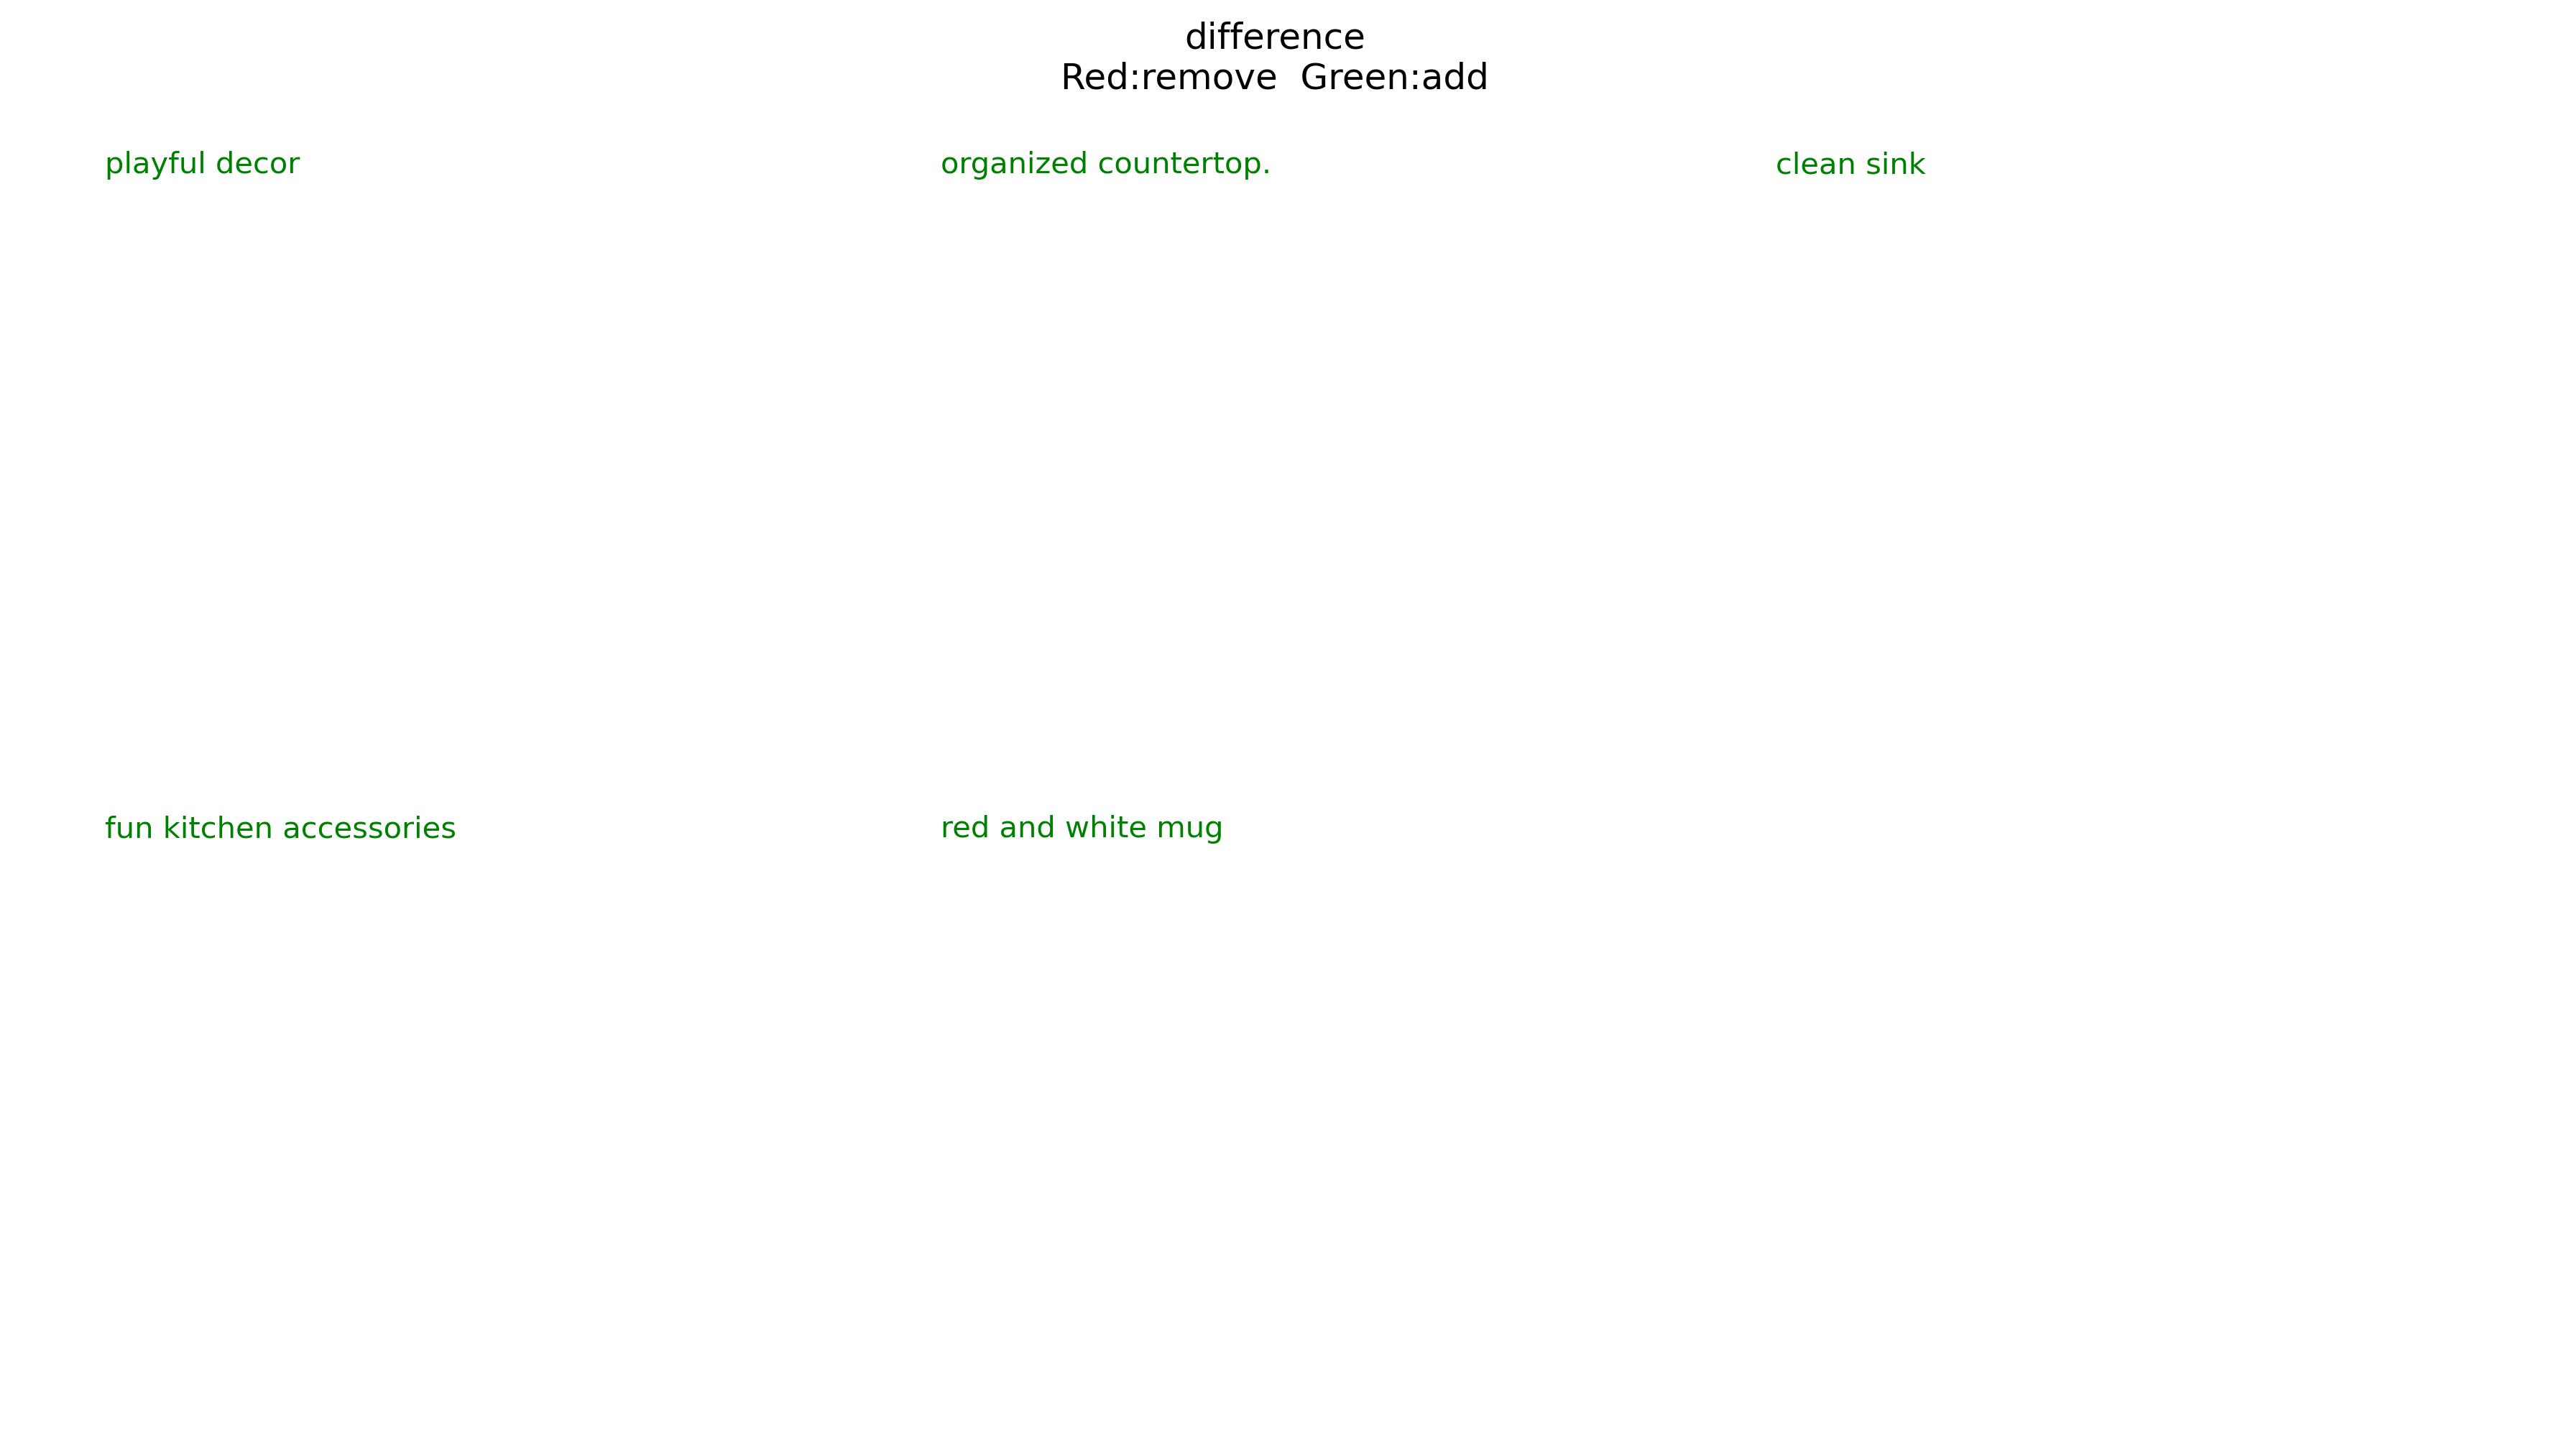 difference
Red:remove  Green:add
playful decor
organized countertop.
clean sink
fun kitchen accessories
red and white mug